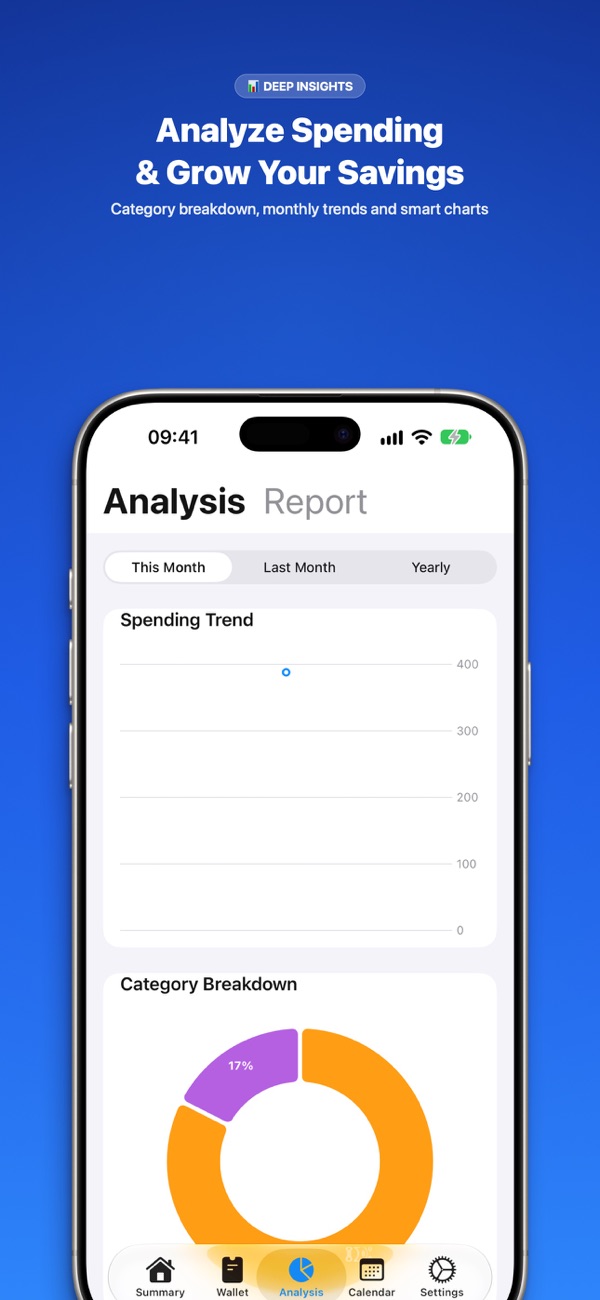 📊 DEEP INSIGHTS
Analyze Spending
& Grow Your Savings
Category breakdown, monthly trends and smart charts
09:41
Analysis Report
This Month Last Month Yearly
Spending Trend
400
300
200
100
0
Category Breakdown
17%
Summary Wallet Analysis Calendar Settings